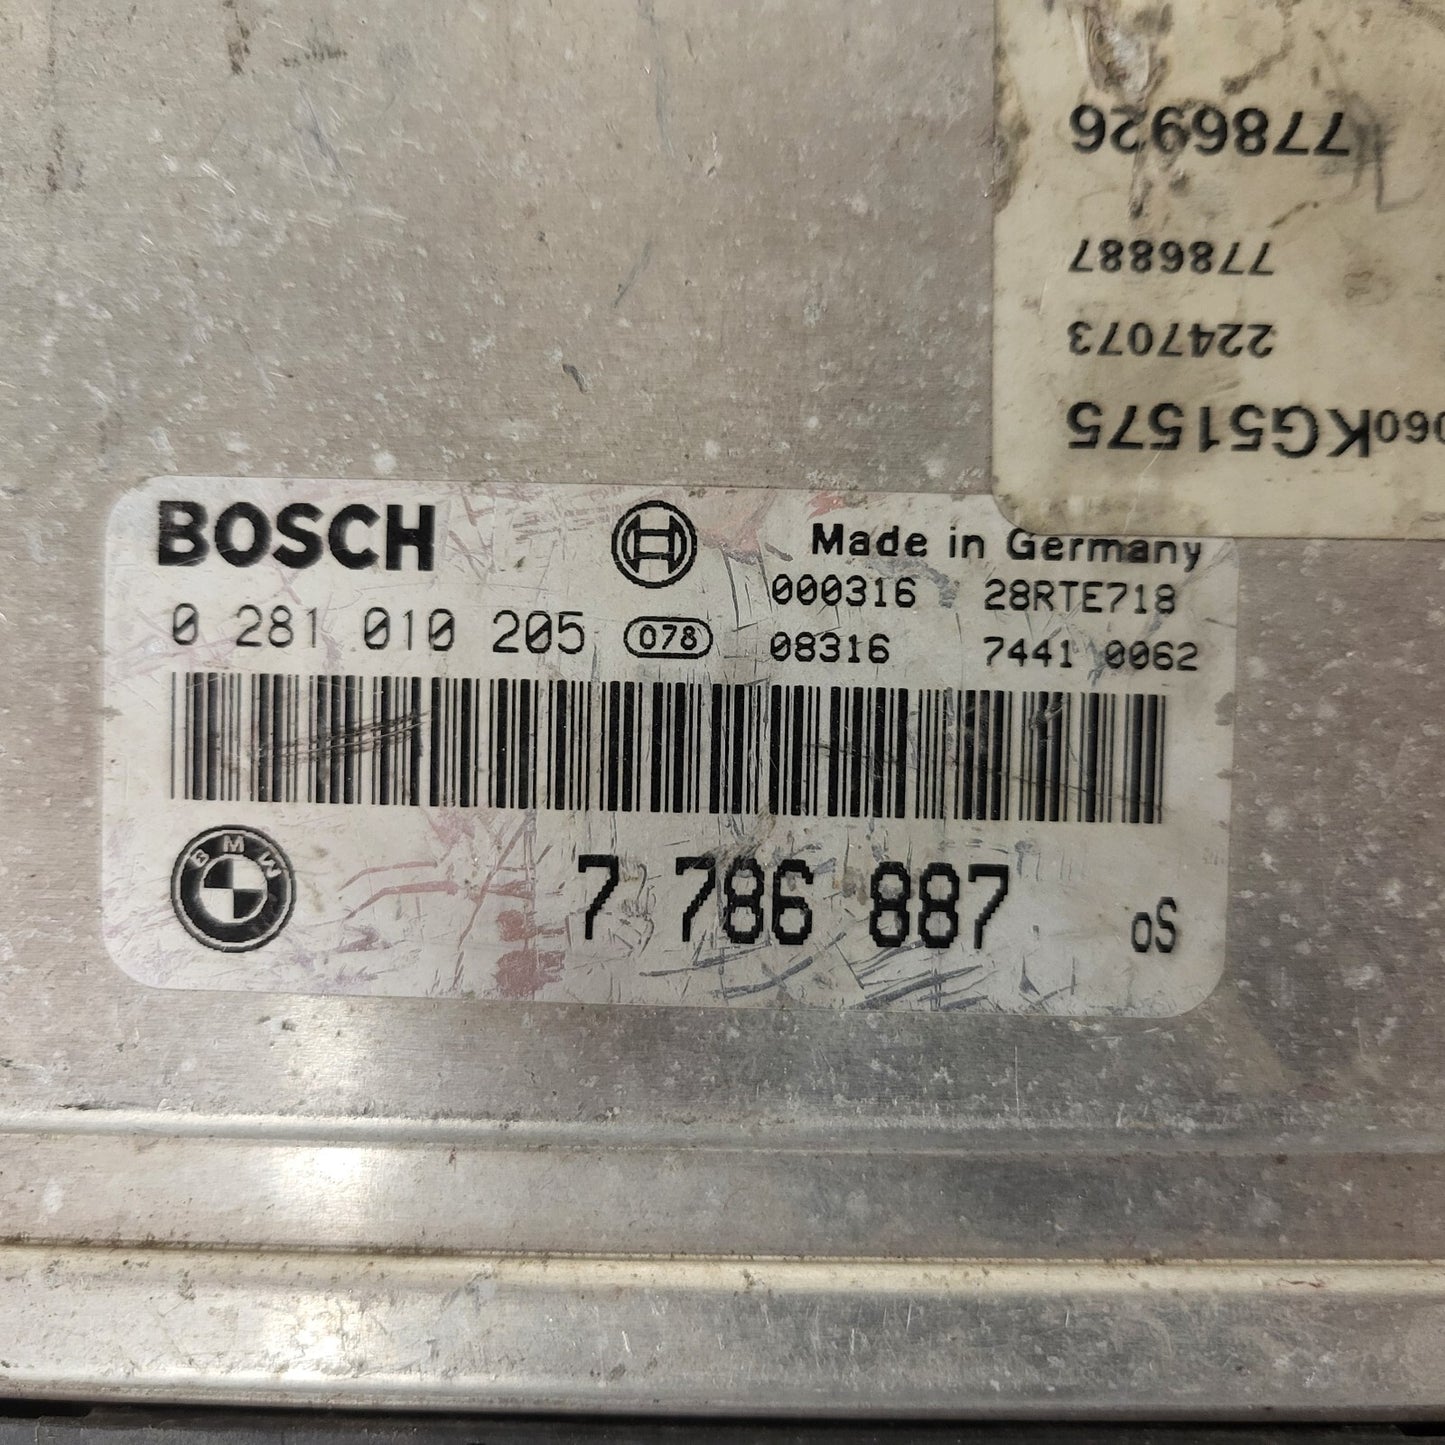 7786926
7786887
2247073
060KG51575
BOSCH
Made in Germany
000316 28RTE718
0 281 010 205 078
08316 7441 0062
BMW
7 786 887
oS